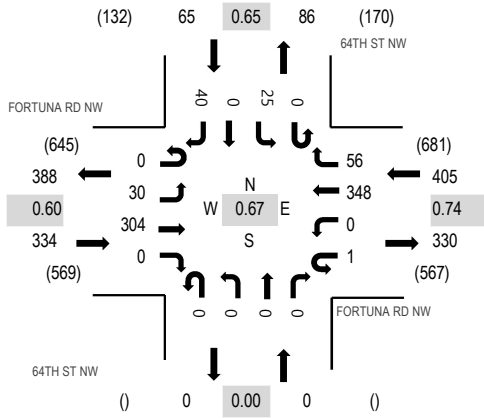 (132) 65 0.65 86 (170)
64TH ST NW
40 0 25 0
FORTUNA RD NW
(645) (681)
0 56
388 405
30 348
N
0.60 W 0.67 E 0.74
304 0
334 330
S
0 1
(569) (567)
0 0 0 0
FORTUNA RD NW
64TH ST NW
() 0 0.00 0 ()